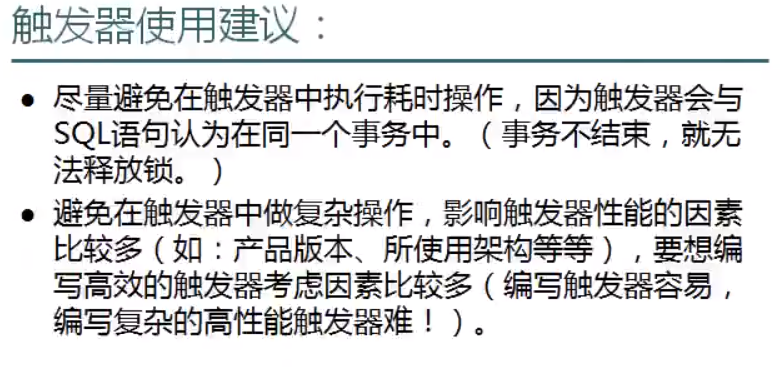 触发器使用建议：
● 尽量避免在触发器中执行耗时操作，因为触发器会与
SQL语句认为在同一个事务中。（事务不结束，就无
法释放锁。）
● 避免在触发器中做复杂操作，影响触发器性能的因素
比较多（如：产品版本、所使用架构等等），要想编
写高效的触发器考虑因素比较多（编写触发器容易，
编写复杂的高性能触发器难！）。